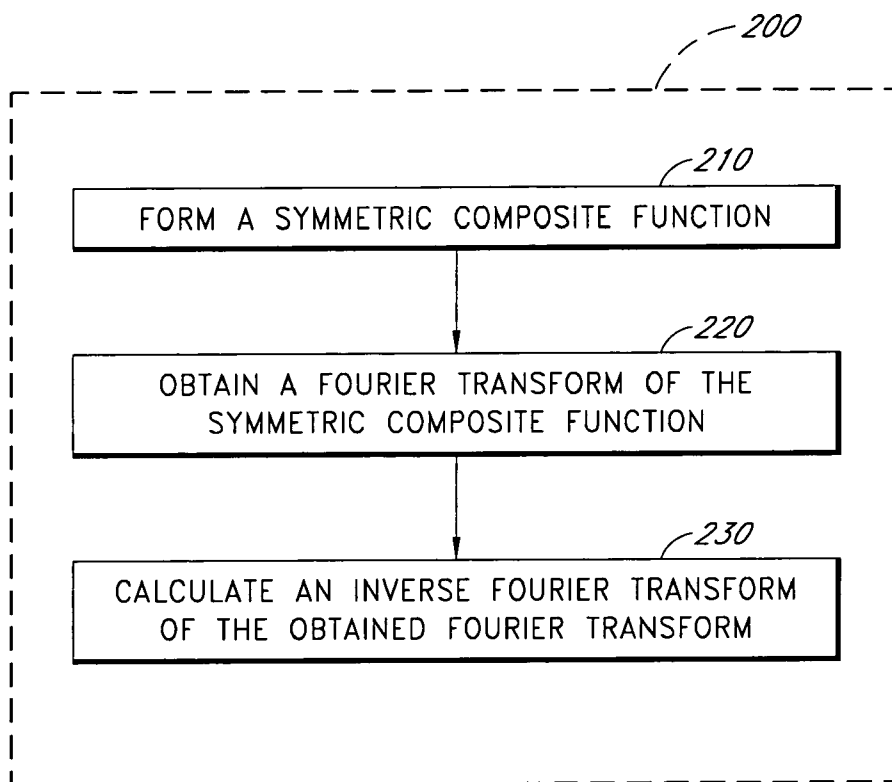 200
210
FORM A SYMMETRIC COMPOSITE FUNCTION
220
OBTAIN A FOURIER TRANSFORM OF THE
SYMMETRIC COMPOSITE FUNCTION
230
CALCULATE AN INVERSE FOURIER TRANSFORM
OF THE OBTAINED FOURIER TRANSFORM